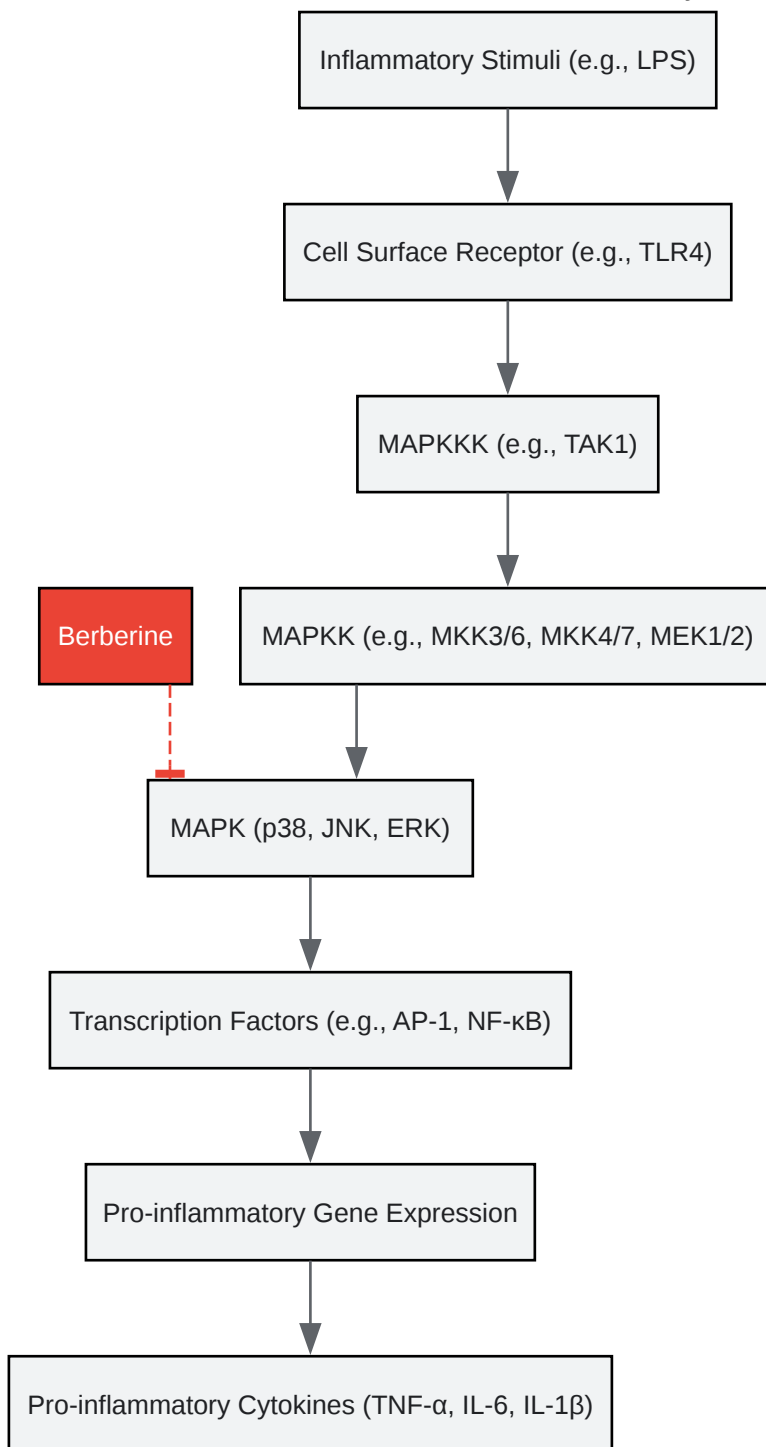 Inflammatory Stimuli (e.g., LPS)
Cell Surface Receptor (e.g., TLR4)
MAPKKK (e.g., TAK1)
Berberine
MAPKK (e.g., MKK3/6, MKK4/7, MEK1/2)
MAPK (p38, JNK, ERK)
Transcription Factors (e.g., AP-1, NF-κB)
Pro-inflammatory Gene Expression
Pro-inflammatory Cytokines (TNF-α, IL-6, IL-1β)